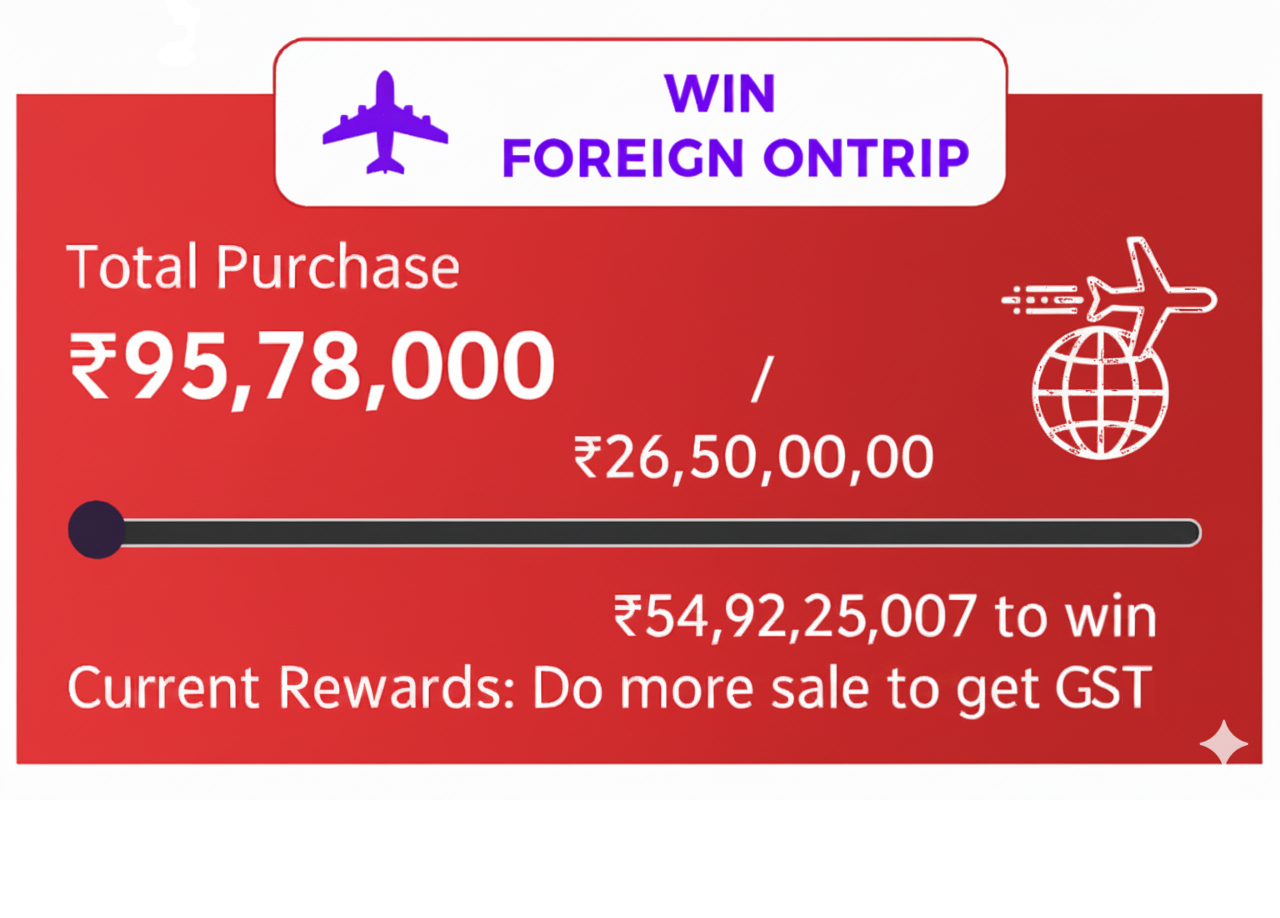 WIN
FOREIGN ONTRIP
Total Purchase
₹95,78,000
/
₹26,50,00,00
₹54,92,25,007 to win
Current Rewards: Do more sale to get GST